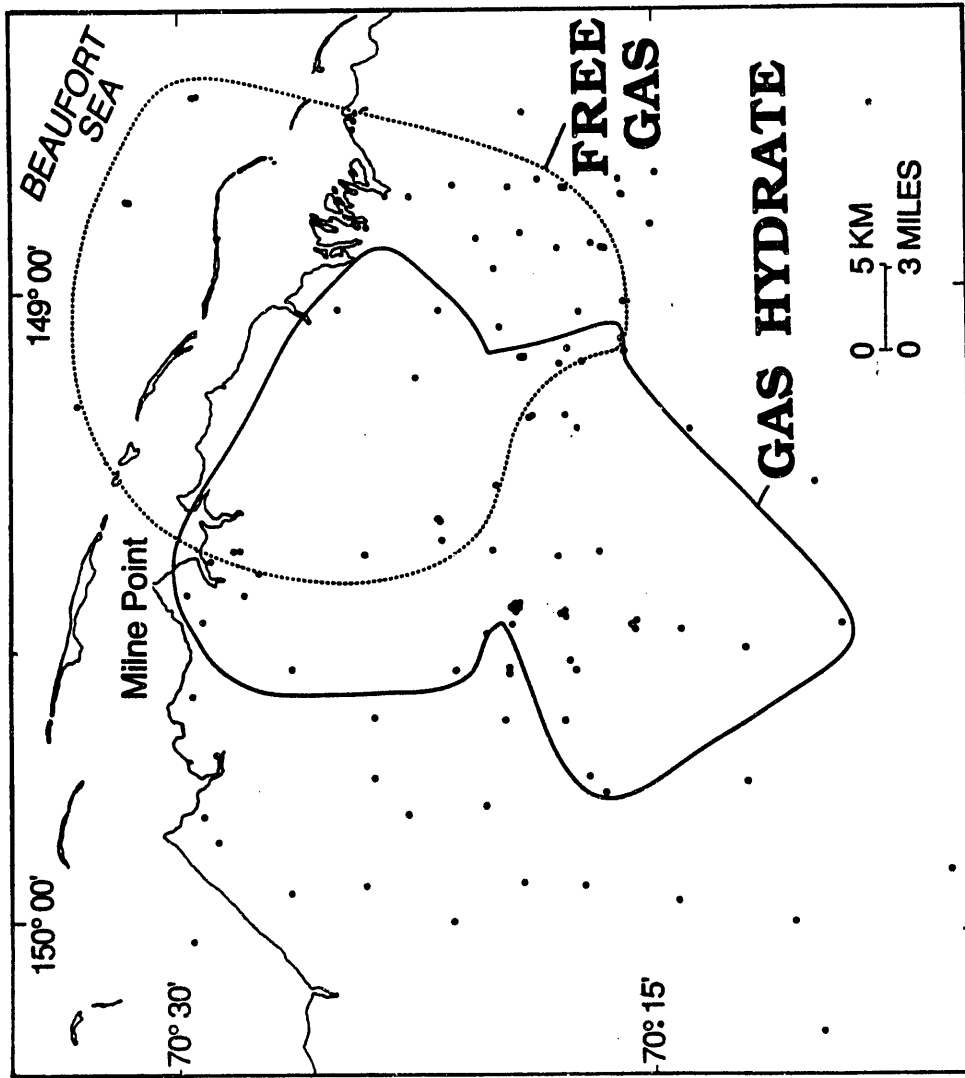 BEAUFORT
SEA
149° 00'
150° 00'
Milne Point
70° 30'
70° 15'
FREE
GAS
GAS HYDRATE
0 5 KM
0 3 MILES